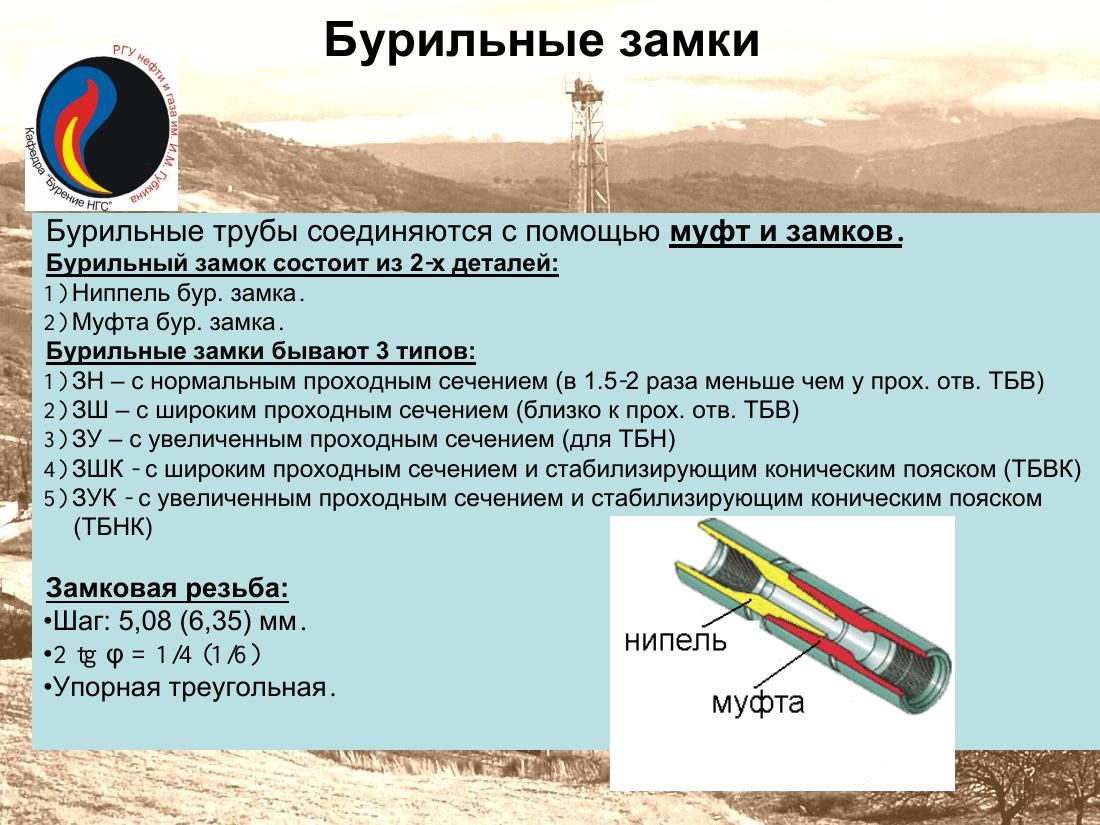 Бурильные замки
РГУ нефти и газа им. И.М. Губкина
Кафедра "Бурение НГС"
Бурильные трубы соединяются с помощью муфт и замков.
Бурильный замок состоит из 2-х деталей:
1)Ниппель бур. замка.
2)Муфта бур. замка.
Бурильные замки бывают 3 типов:
1)ЗН – с нормальным проходным сечением (в 1.5-2 раза меньше чем у прох. отв. ТБВ)
2)ЗШ – с широким проходным сечением (близко к прох. отв. ТБВ)
3)ЗУ – с увеличенным проходным сечением (для ТБН)
4)ЗШК - с широким проходным сечением и стабилизирующим коническим пояском (ТБВК)
5)ЗУК - с увеличенным проходным сечением и стабилизирующим коническим пояском
(ТБНК)
Замковая резьба:
•Шаг: 5,08 (6,35) мм.
•2 tg φ = 1/4 (1/6)
•Упорная треугольная.
нипель
муфта